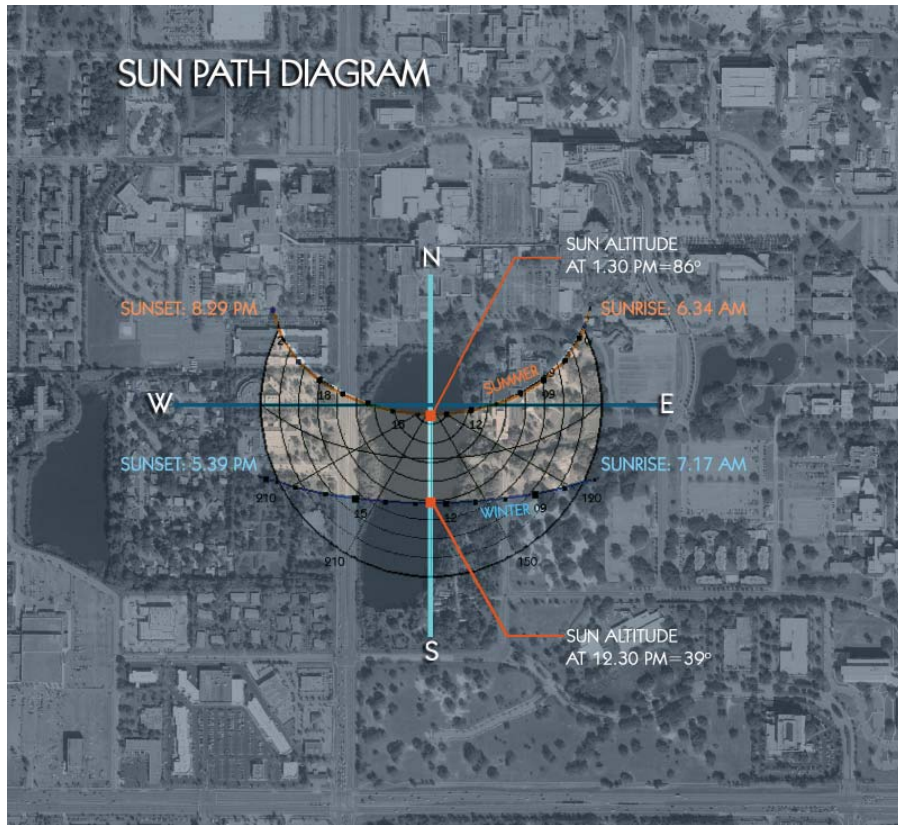 SUN PATH DIAGRAM
SUN ALTITUDE
AT 1.30 PM=86°
N
SUNSET: 8.29 PM
SUNRISE: 6.34 AM
SUMMER
18
09
W
E
15
12
SUNSET: 5.39 PM
SUNRISE: 7.17 AM
210
120
15
12
WINTER
09
210
150
SUN ALTITUDE
AT 12.30 PM=39°
S